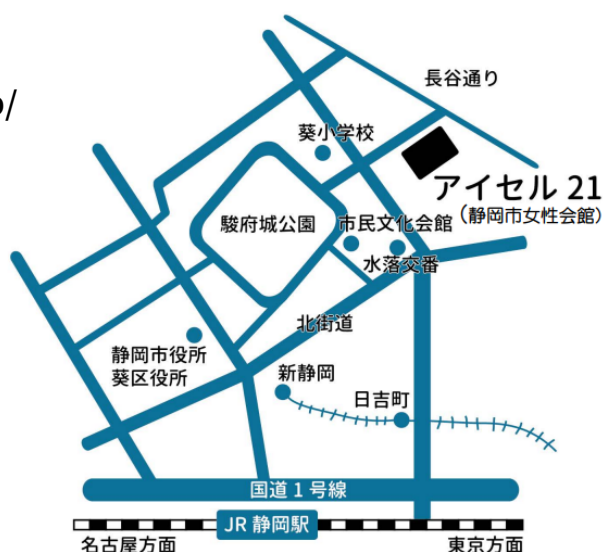 長谷通り
o/
葵小学校
アイセル 21
（静岡市女性会館）
駿府城公園
市民文化会館
水落交番
北街道
静岡市役所
葵区役所
新静岡
日吉町
国道 1 号線
JR 静岡駅
名古屋方面
東京方面